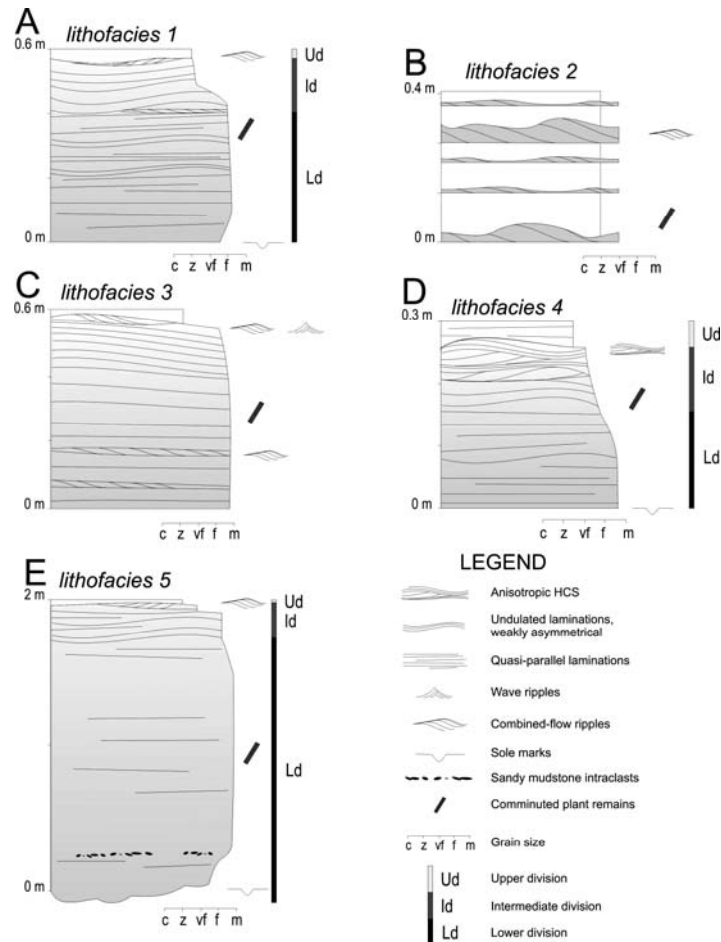 A
lithofacies 1
0.6 m
Ud
Id
Ld
0 m
c z vf f m
B
lithofacies 2
0.4 m
0 m
c z vf f m
C
lithofacies 3
0.6 m
0 m
c z vf f m
D
lithofacies 4
0.3 m
Ud
Id
Ld
0 m
c z vf f m
E
lithofacies 5
2 m
Ud
Id
Ld
0 m
c z vf f m
LEGEND
Anisotropic HCS
Undulated laminations,
weakly asymmetrical
Quasi-parallel laminations
Wave ripples
Combined-flow ripples
Sole marks
Sandy mudstone intraclasts
Comminuted plant remains
c z vf f m Grain size
Ud Upper division
Id Intermediate division
Ld Lower division